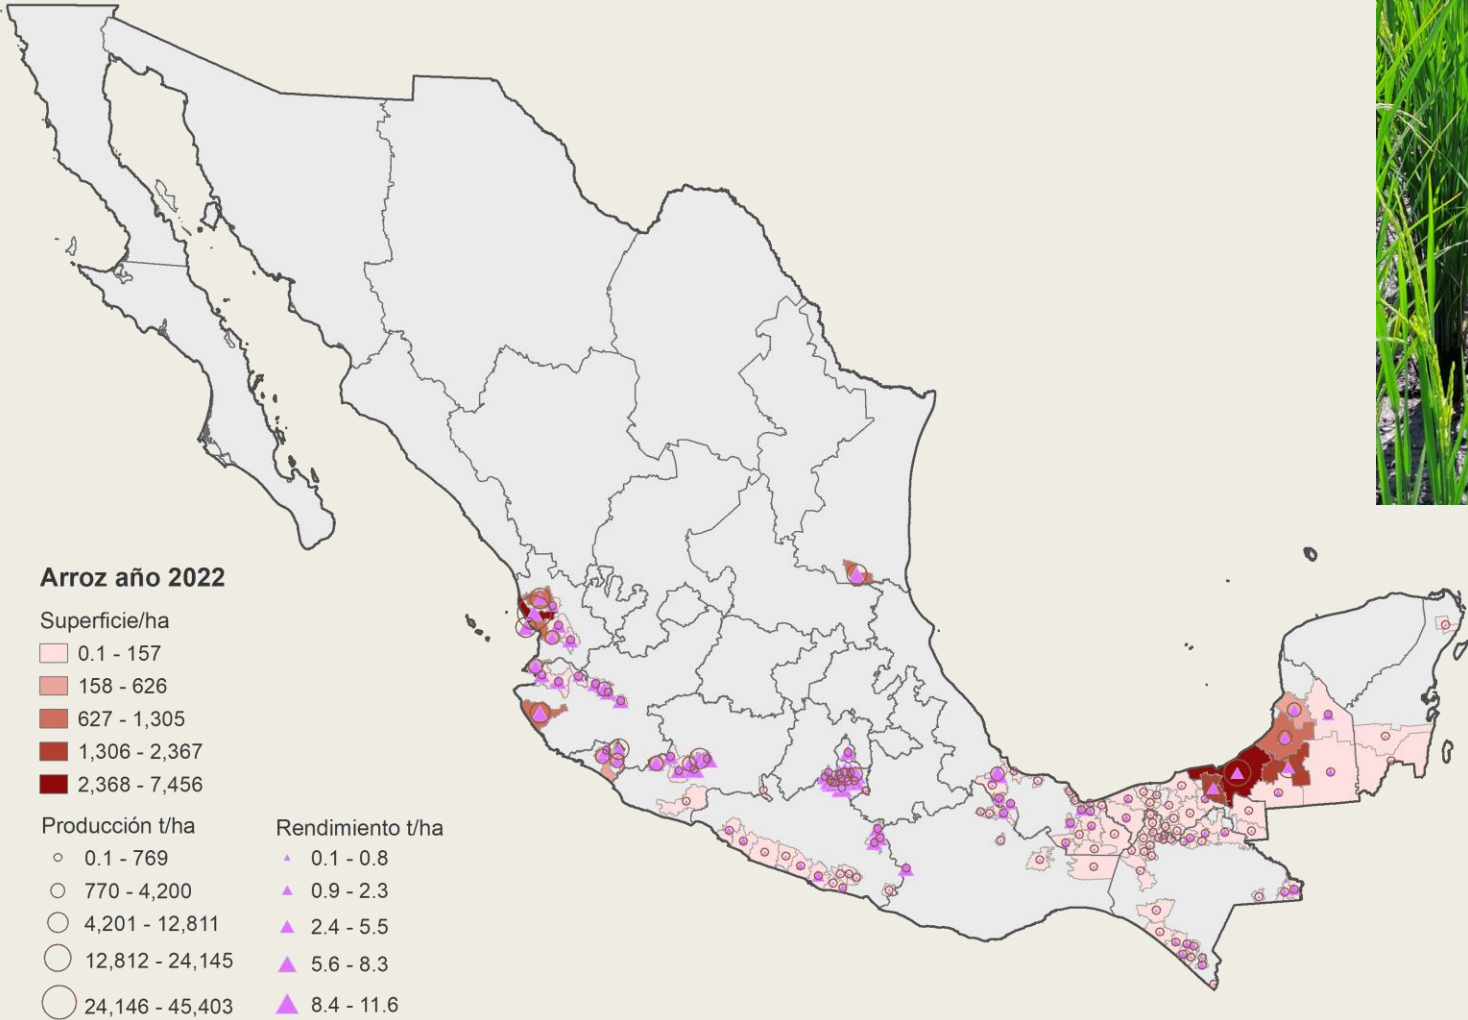 Arroz año 2022
Superficie/ha
0.1 - 157
158 - 626
627 - 1,305
1,306 - 2,367
2,368 - 7,456
Producción t/ha
0.1 - 769
770 - 4,200
4,201 - 12,811
12,812 - 24,145
24,146 - 45,403
Rendimiento t/ha
0.1 - 0.8
0.9 - 2.3
2.4 - 5.5
5.6 - 8.3
8.4 - 11.6